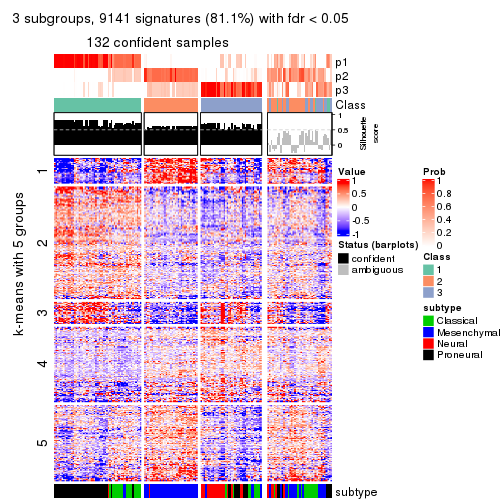 3 subgroups, 9141 signatures (81.1%) with fdr < 0.05
132 confident samples
p1
p2
p3
Class
1
0.5
0
Silhouette
score
k-means with 5 groups
1
2
3
4
5
Value
1
0.5
0
-0.5
-1
Status (barplots)
confident
ambiguous
Prob
1
0.8
0.6
0.4
0.2
0
Class
1
2
3
subtype
Classical
Mesenchymal
Neural
Proneural
subtype